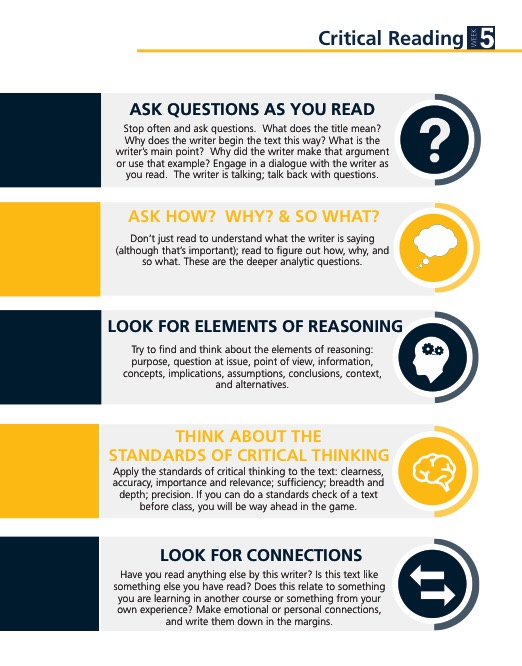 Critical Reading WEEK 5
ASK QUESTIONS AS YOU READ
Stop often and ask questions.  What does the title mean?
Why does the writer begin the text this way? What is the
writer's main point?  Why did the writer make that argument
or use that example? Engage in a dialogue with the writer as
you read.  The writer is talking; talk back with questions.
?
ASK HOW?  WHY? & SO WHAT?
Don't just read to understand what the writer is saying
(although that's important); read to figure out how, why, and
so what. These are the deeper analytic questions.
LOOK FOR ELEMENTS OF REASONING
Try to find and think about the elements of reasoning:
purpose, question at issue, point of view, information,
concepts, implications, assumptions, conclusions, context,
and alternatives.
THINK ABOUT THE
STANDARDS OF CRITICAL THINKING
Apply the standards of critical thinking to the text: clearness,
accuracy, importance and relevance; sufficiency; breadth and
depth; precision. If you can do a standards check of a text
before class, you will be way ahead in the game.
LOOK FOR CONNECTIONS
Have you read anything else by this writer? Is this text like
something else you have read? Does this relate to something
you are learning in another course or something from your
own experience? Make emotional or personal connections,
and write them down in the margins.